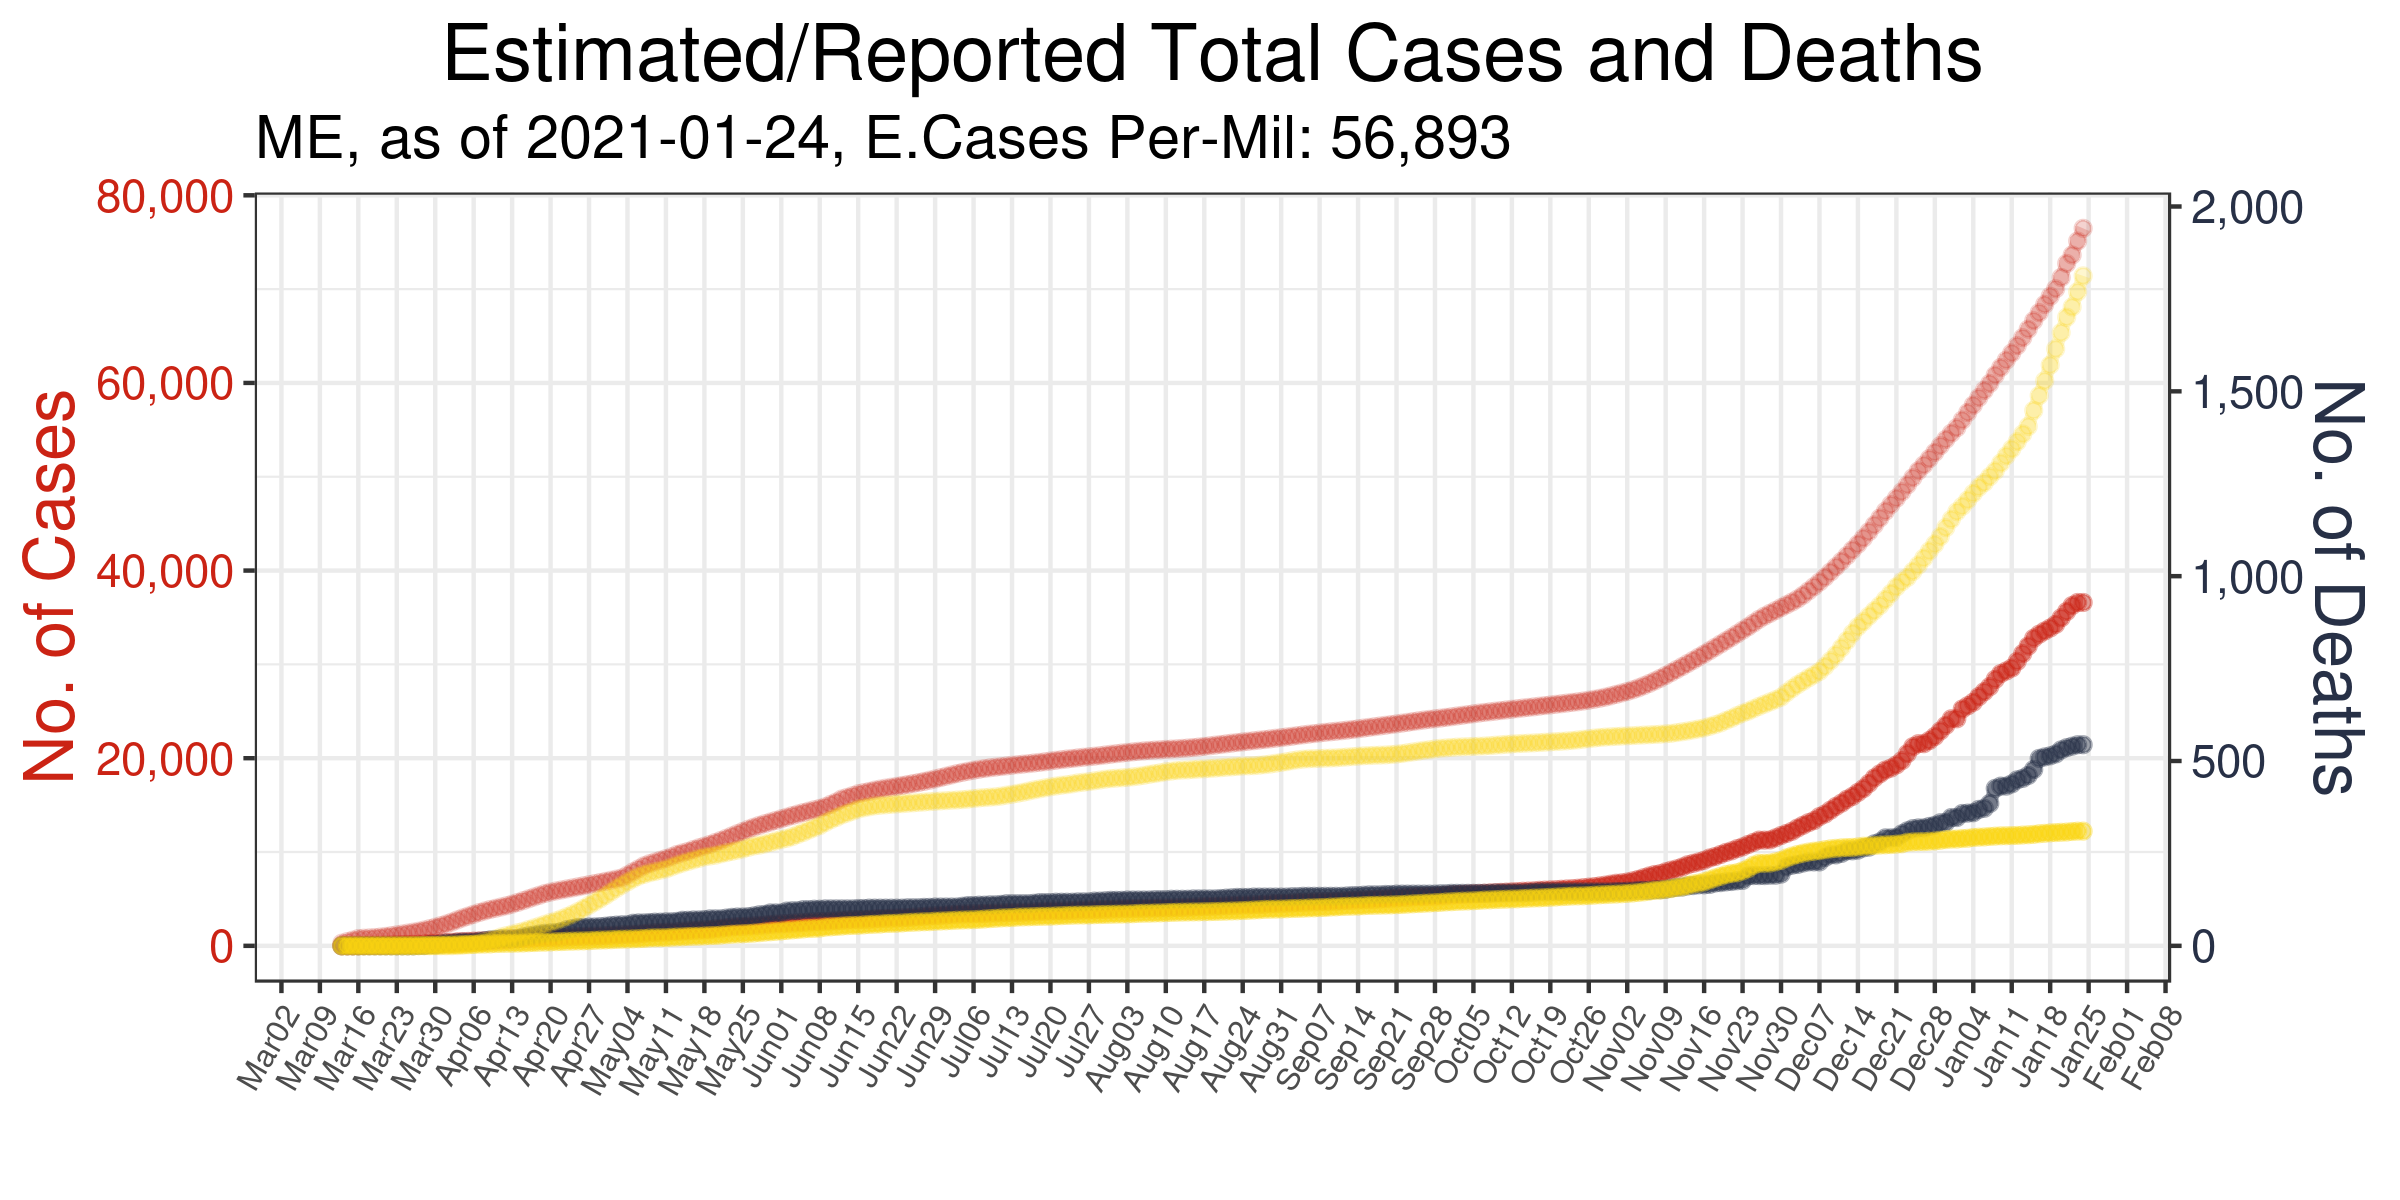 Estimated/Reported Total Cases and Deaths
ME, as of 2021-01-24, E.Cases Per-Mil: 56,893
No. of Cases
80,000
60,000
40,000
20,000
0
2,000
1,500
1,000
500
0
No. of Deaths
Mar02
Mar09
Mar16
Mar23
Mar30
Apr06
Apr13
Apr20
Apr27
May04
May11
May18
May25
Jun01
Jun08
Jun15
Jun22
Jun29
Jul06
Jul13
Jul20
Jul27
Aug03
Aug10
Aug17
Aug24
Aug31
Sep07
Sep14
Sep21
Sep28
Oct05
Oct12
Oct19
Oct26
Nov02
Nov09
Nov16
Nov23
Nov30
Dec07
Dec14
Dec21
Dec28
Jan04
Jan11
Jan18
Jan25
Feb01
Feb08